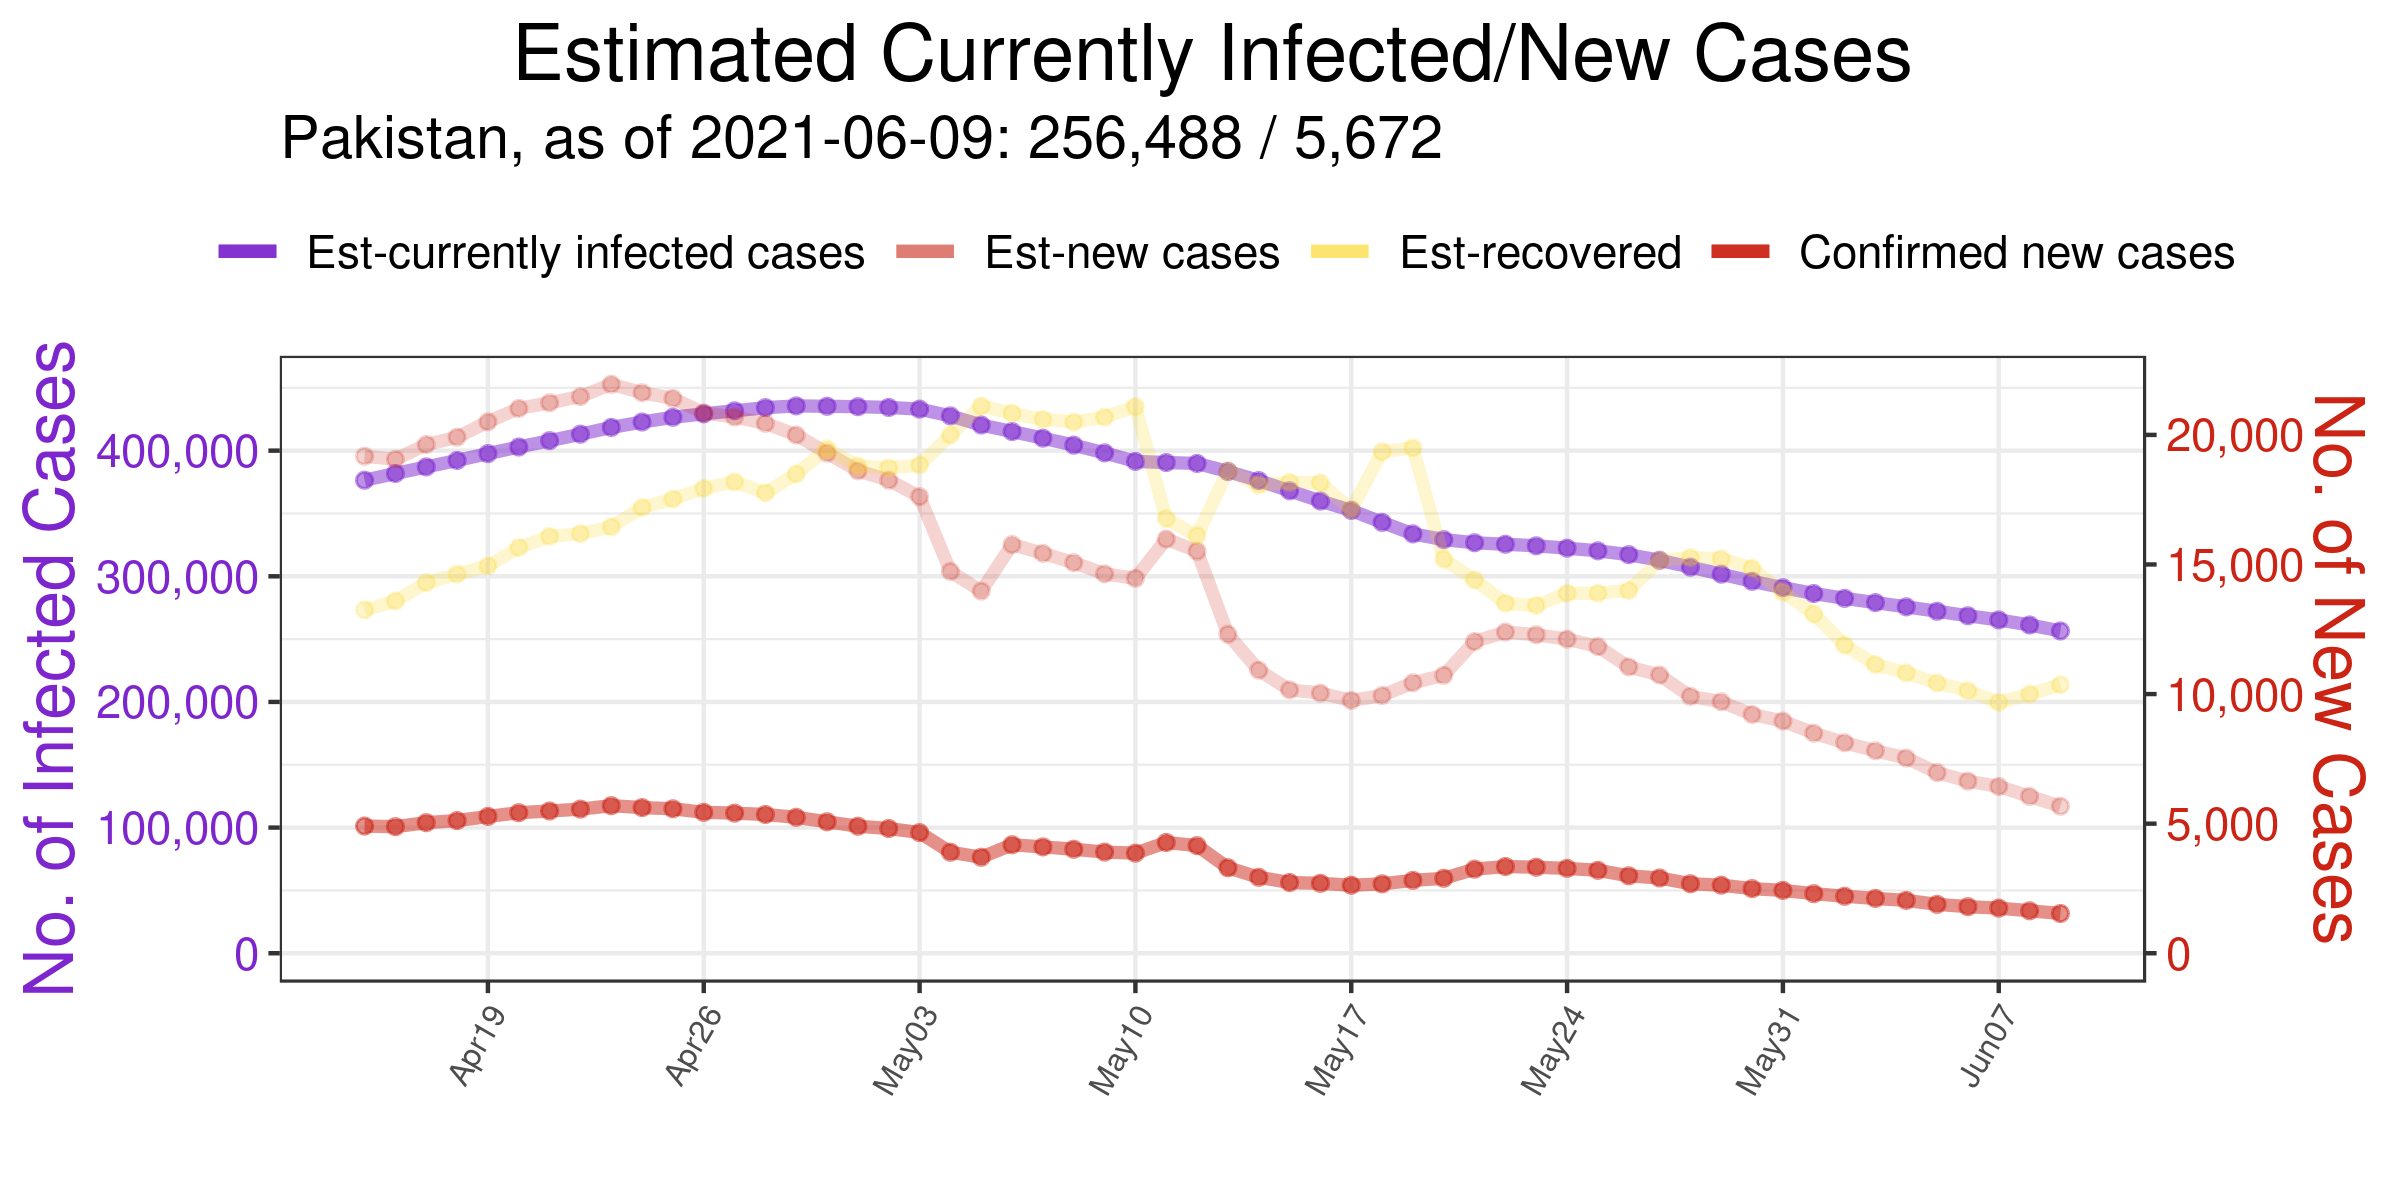 Estimated Currently Infected/New Cases
Pakistan, as of 2021-06-09: 256,488 / 5,672
Est-currently infected cases Est-new cases Est-recovered Confirmed new cases
No. of Infected Cases
400,000
300,000
200,000
100,000
0
20,000
15,000
10,000
5,000
0
No. of New Cases
Apr19 Apr26 May03 May10 May17 May24 May31 Jun07